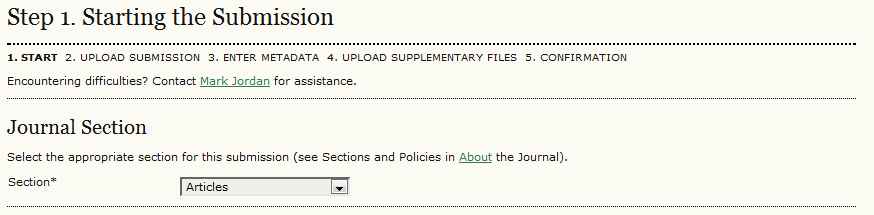 Step 1. Starting the Submission
1. START 2. UPLOAD SUBMISSION 3. ENTER METADATA 4. UPLOAD SUPPLEMENTARY FILES 5. CONFIRMATION
Encountering difficulties? Contact Mark Jordan for assistance.
Journal Section
Select the appropriate section for this submission (see Sections and Policies in About the Journal).
Section* Articles